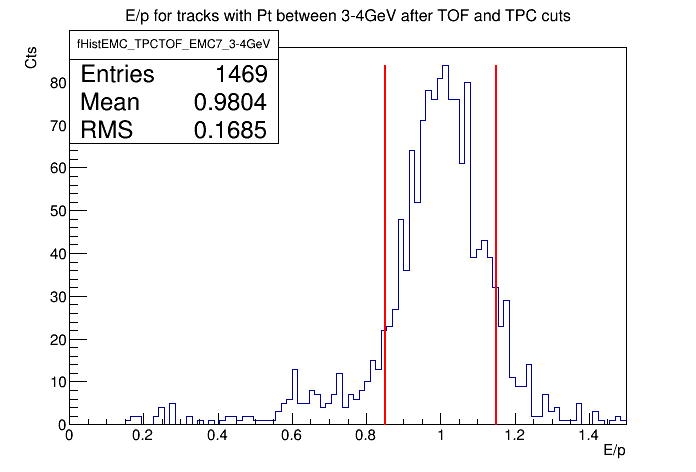 E/p for tracks with Pt between 3-4GeV after TOF and TPC cuts
Cts
fHistEMC_TPCTOF_EMC7_3-4GeV
Entries 1469
Mean 0.9804
RMS 0.1685
80
70
60
50
40
30
20
10
0
0 0.2 0.4 0.6 0.8 1 1.2 1.4
E/p